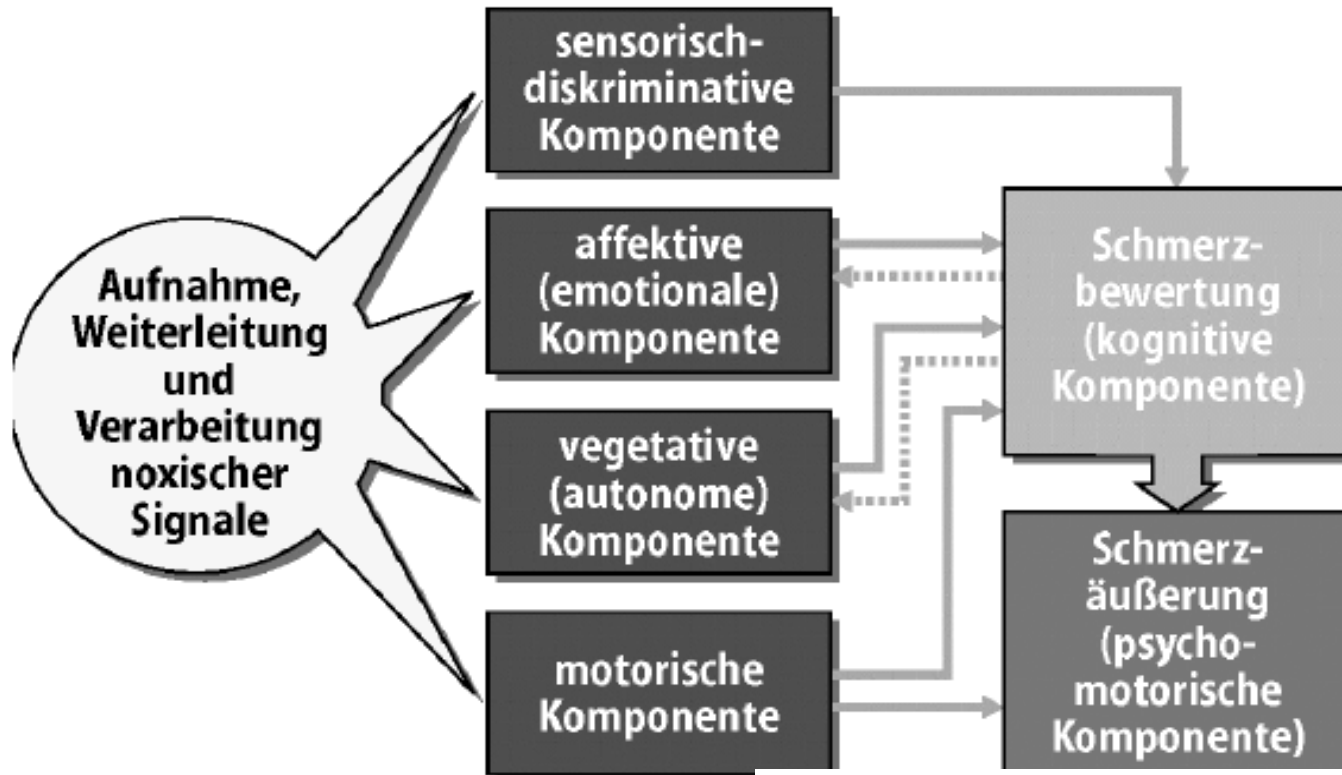 Aufnahme,
Weiterleitung
und
Verarbeitung
noxischer
Signale
sensorisch-
diskriminative
Komponente
affektive
(emotionale)
Komponente
vegetative
(autonome)
Komponente
motorische
Komponente
Schmerz-
bewertung
(kognitive
Komponente)
Schmerz-
äußerung
(psycho-
motorische
Komponente)